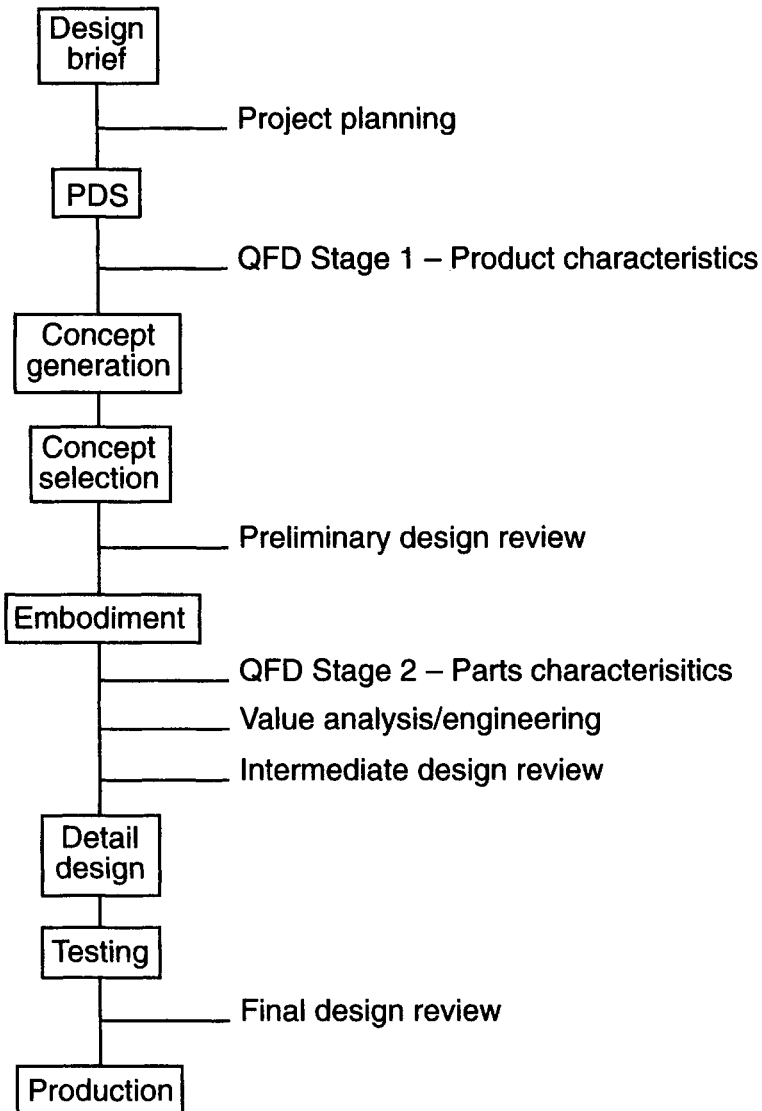 Design
brief
Project planning
PDS
QFD Stage 1 – Product characteristics
Concept
generation
Concept
selection
Preliminary design review
Embodiment
QFD Stage 2 – Parts characterisitics
Value analysis/engineering
Intermediate design review
Detail
design
Testing
Final design review
Production